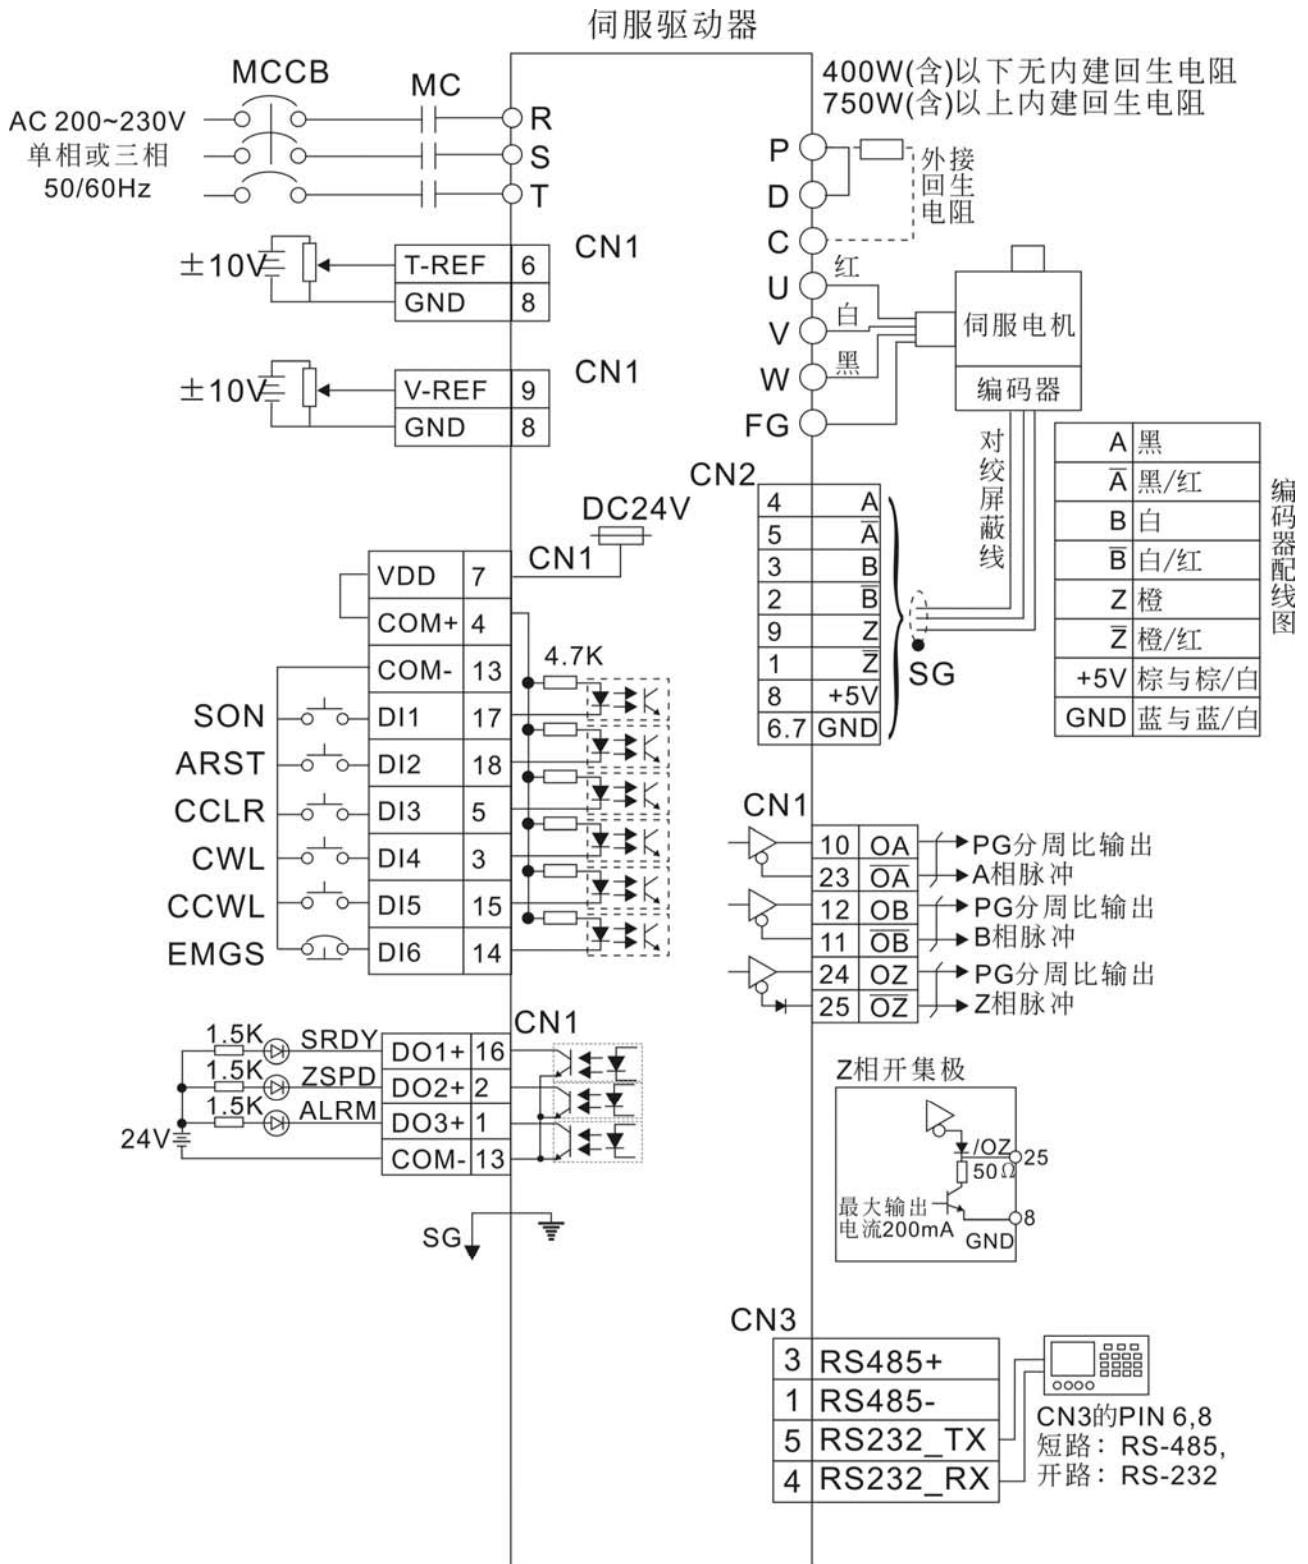 伺服驱动器
400W(含)以下无内建回生电阻
750W(含)以上内建回生电阻
MCCB
MC
AC 200~230V
单相或三相
50/60Hz
R
S
T
P
D
C
外接
回生
电阻
±10V
T-REF 6
GND 8
CN1
±10V
V-REF 9
GND 8
CN1
U
V
W
FG
红
白
黑
伺服电机
编码器
对绞屏蔽线
A 黑
A̅ 黑/红
B 白
B̅ 白/红
Z 橙
Z̅ 橙/红
+5V 棕与棕/白
GND 蓝与蓝/白
编码器配线图
CN2
4 A
5 A̅
3 B
2 B̅
9 Z
1 Z̅
8 +5V
6.7 GND
SG
DC24V
CN1
VDD 7
COM+ 4
COM- 13
4.7K
SON DI1 17
ARST DI2 18
CCLR DI3 5
CWL DI4 3
CCWL DI5 15
EMGS DI6 14
CN1
10 OA PG分周比输出
23 O̅A̅ A相脉冲
12 OB PG分周比输出
11 O̅B̅ B相脉冲
24 OZ PG分周比输出
25 O̅Z̅ Z相脉冲
CN1
1.5K SRDY DO1+ 16
1.5K ZSPD DO2+ 2
1.5K ALRM DO3+ 1
24V COM- 13
SG
Z相开集极
/OZ
25
50Ω
最大输出
电流200mA
8
GND
CN3
3 RS485+
1 RS485-
5 RS232_TX
4 RS232_RX
CN3的PIN 6,8
短路：RS-485,
开路：RS-232